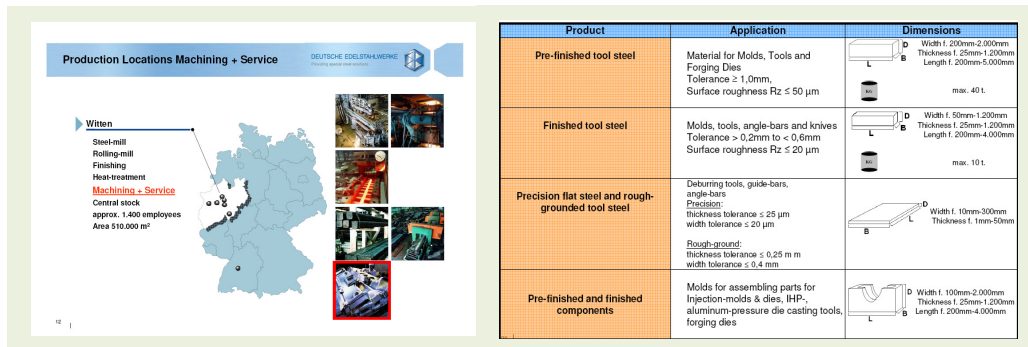 Production Locations Machining + Service
DEUTSCHE EDELSTAHLWERKE
Providing special steel solutions
Witten
Steel-mill
Rolling-mill
Finishing
Heat-treatment
Machining + Service
Central stock
approx. 1.400 employees
Area 510.000 m²
12
Product Application Dimensions
Pre-finished tool steel
Material for Molds, Tools and
Forging Dies
Tolerance ≥ 1,0mm,
Surface roughness Rz ≤ 50 µm
D
B
L
Width f. 200mm-2.000mm
Thickness f. 25mm-1.200mm
Length f. 200mm-5.000mm
KG
max. 40 t.
Finished tool steel
Molds, tools, angle-bars and knives
Tolerance > 0,2mm to < 0,6mm
Surface roughness Rz ≤ 20 µm
D
B
L
Width f. 50mm-1.200mm
Thickness f. 25mm-1.200mm
Length f. 200mm-4.000mm
KG
max. 10 t.
Precision flat steel and rough-
grounded tool steel
Deburring tools, guide-bars,
angle-bars
Precision:
thickness tolerance ≤ 25 µm
width tolerance ≤ 20 µm
Rough-ground:
thickness tolerance ≤ 0,25 m m
width tolerance ≤ 0,4 mm
D
L
B
Width f. 10mm-300mm
Thickness f. 1mm-50mm
Pre-finished and finished
components
Molds for assembling parts for
Injection-molds & dies, IHP-,
aluminum-pressure die casting tools,
forging dies
D
B
L
Width f. 100mm-2.000mm
Thickness f. 25mm-1.200mm
Length f. 200mm-4.000mm